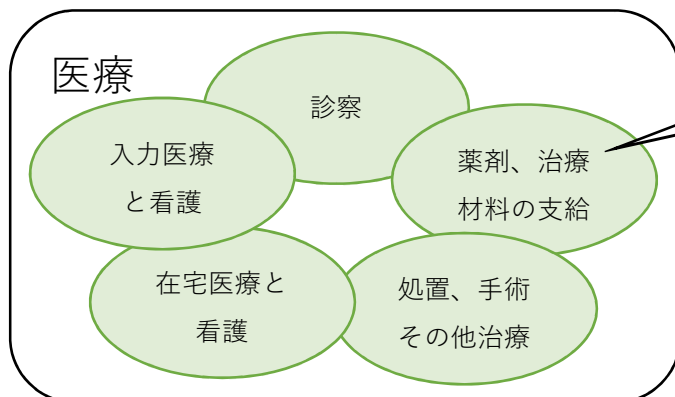 医療
診察
入力医療
と看護
薬剤、治療
材料の支給
在宅医療と
看護
処置、手術
その他治療